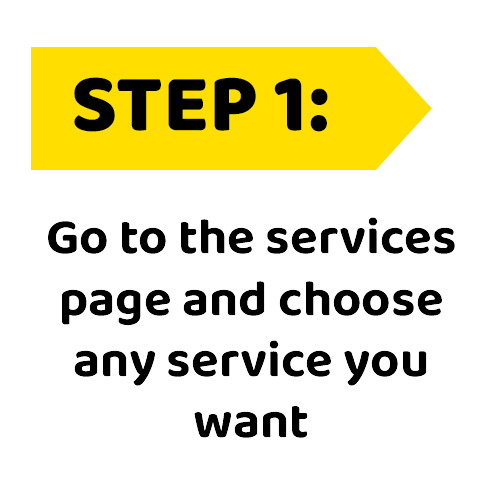 STEP 1:
Go to the services
page and choose
any service you
want